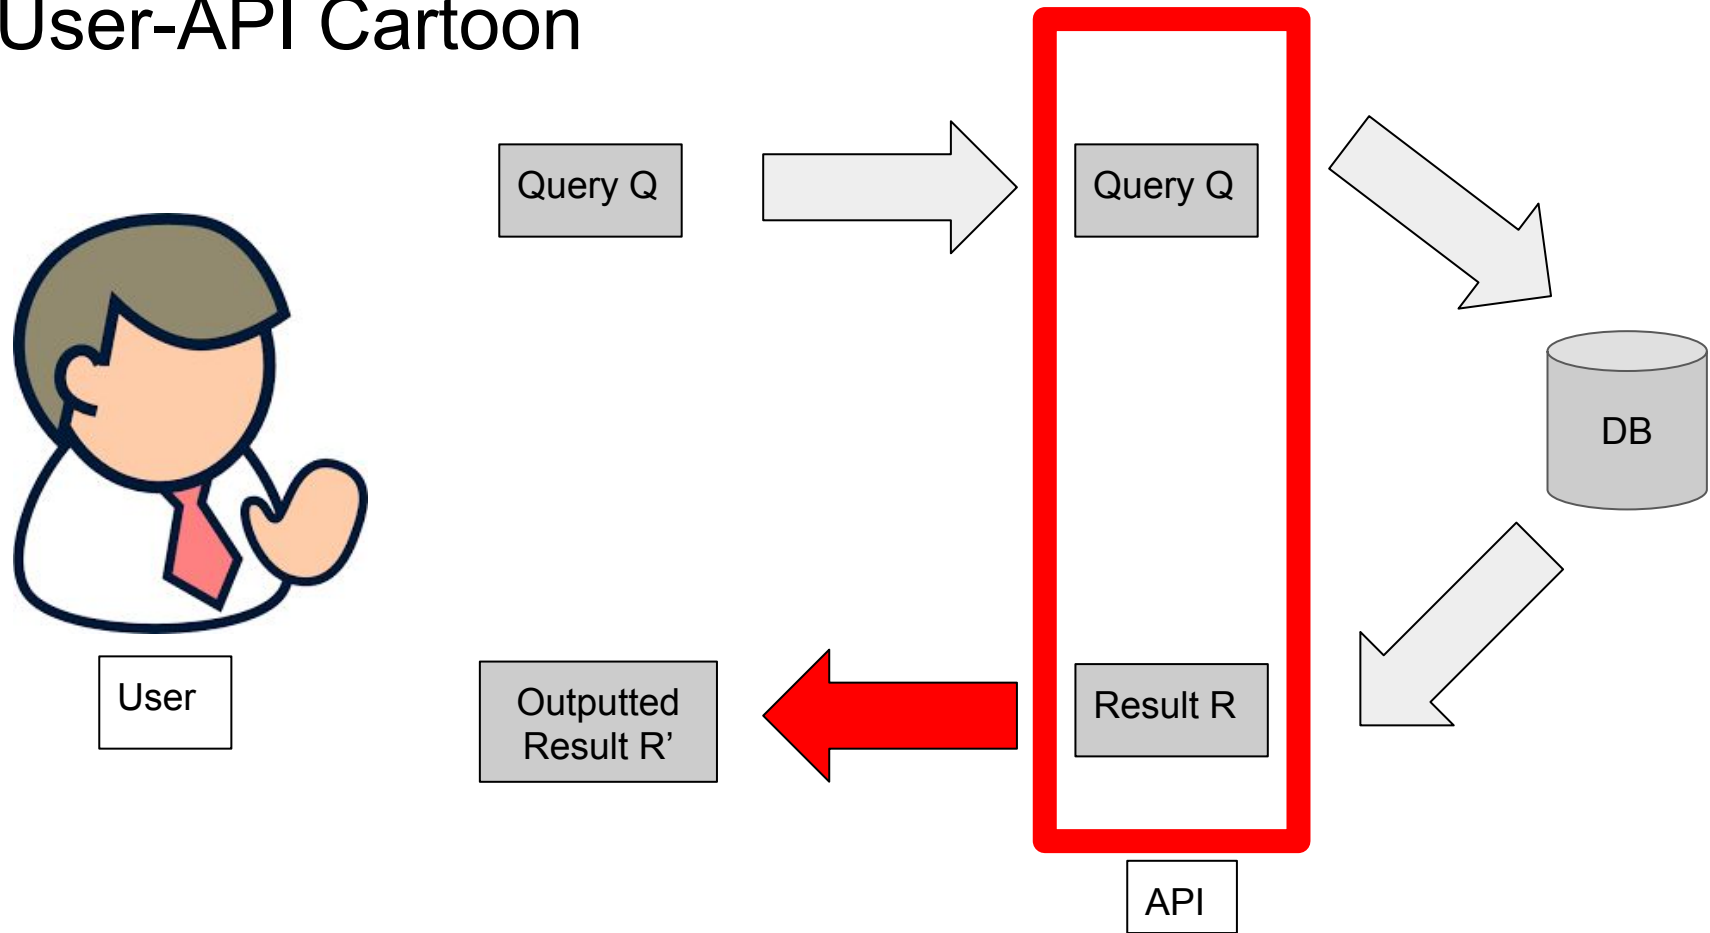 User-API Cartoon
Query Q
Query Q
DB
User
Outputted
Result R’
Result R
API